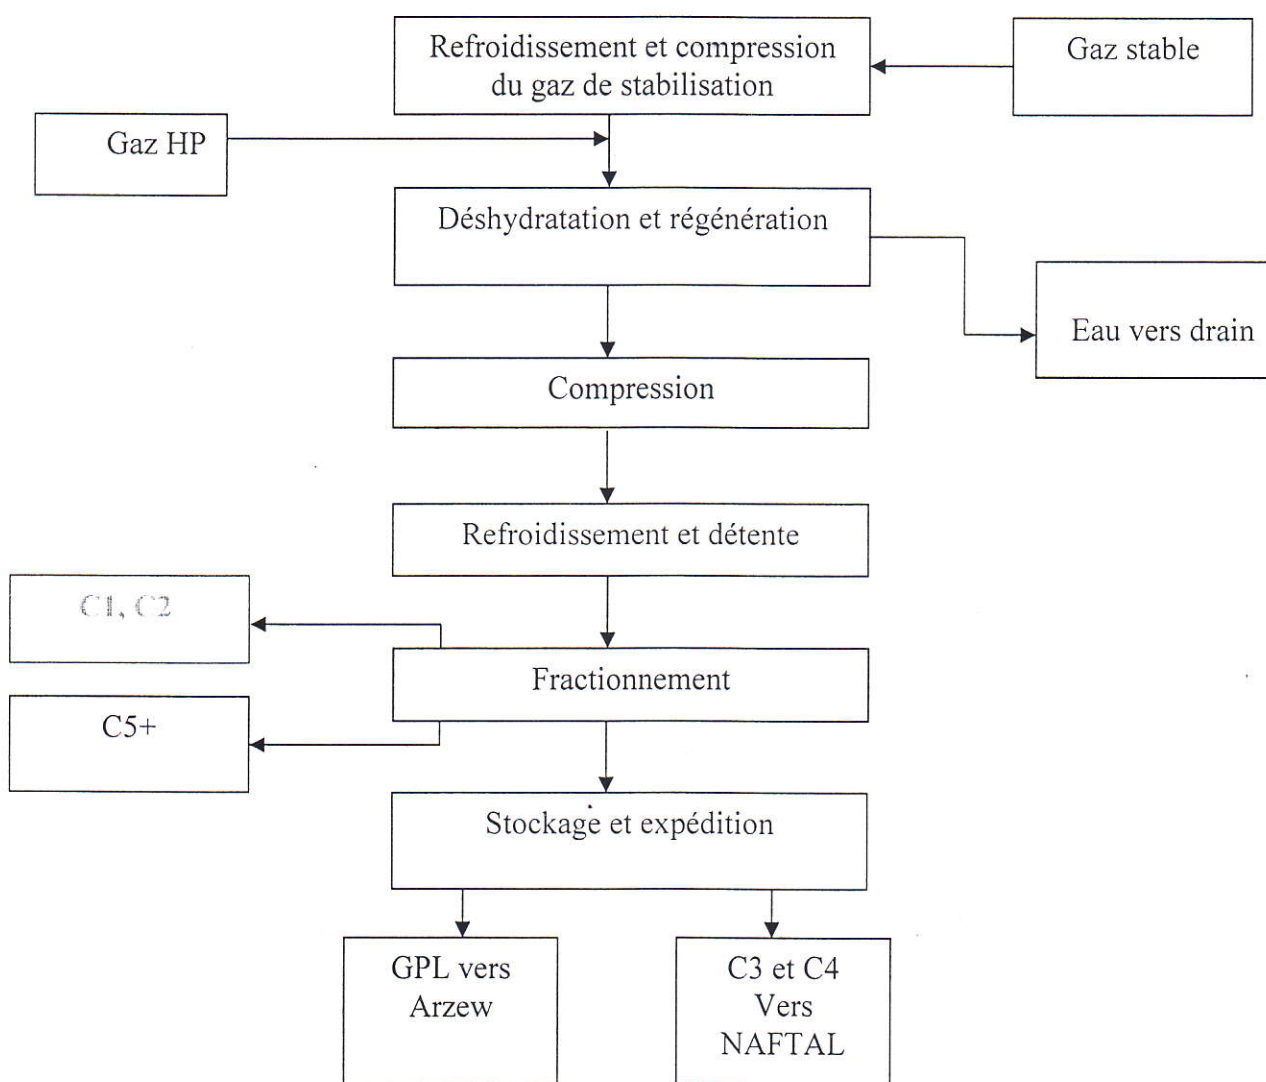 Refroidissement et compression
du gaz de stabilisation
Gaz stable
Gaz HP
Déshydratation et régénération
Eau vers drain
Compression
Refroidissement et détente
C1, C2
Fractionnement
C5+
Stockage et expédition
GPL vers
Arzew
C3 et C4
Vers
NAFTAL